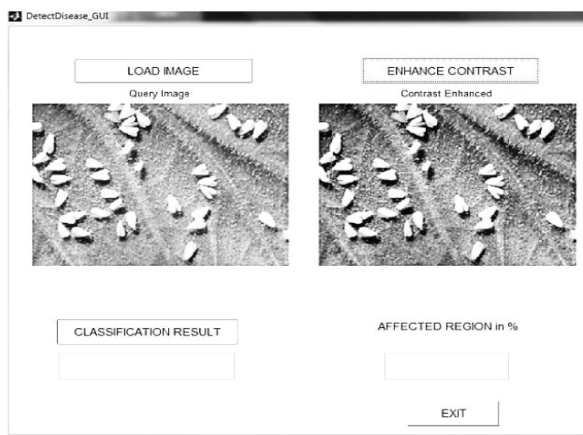 DetectDisease_GUI
LOAD IMAGE
ENHANCE CONTRAST
Query Image
Contrast Enhanced
CLASSIFICATION RESULT
AFFECTED REGION in %
EXIT